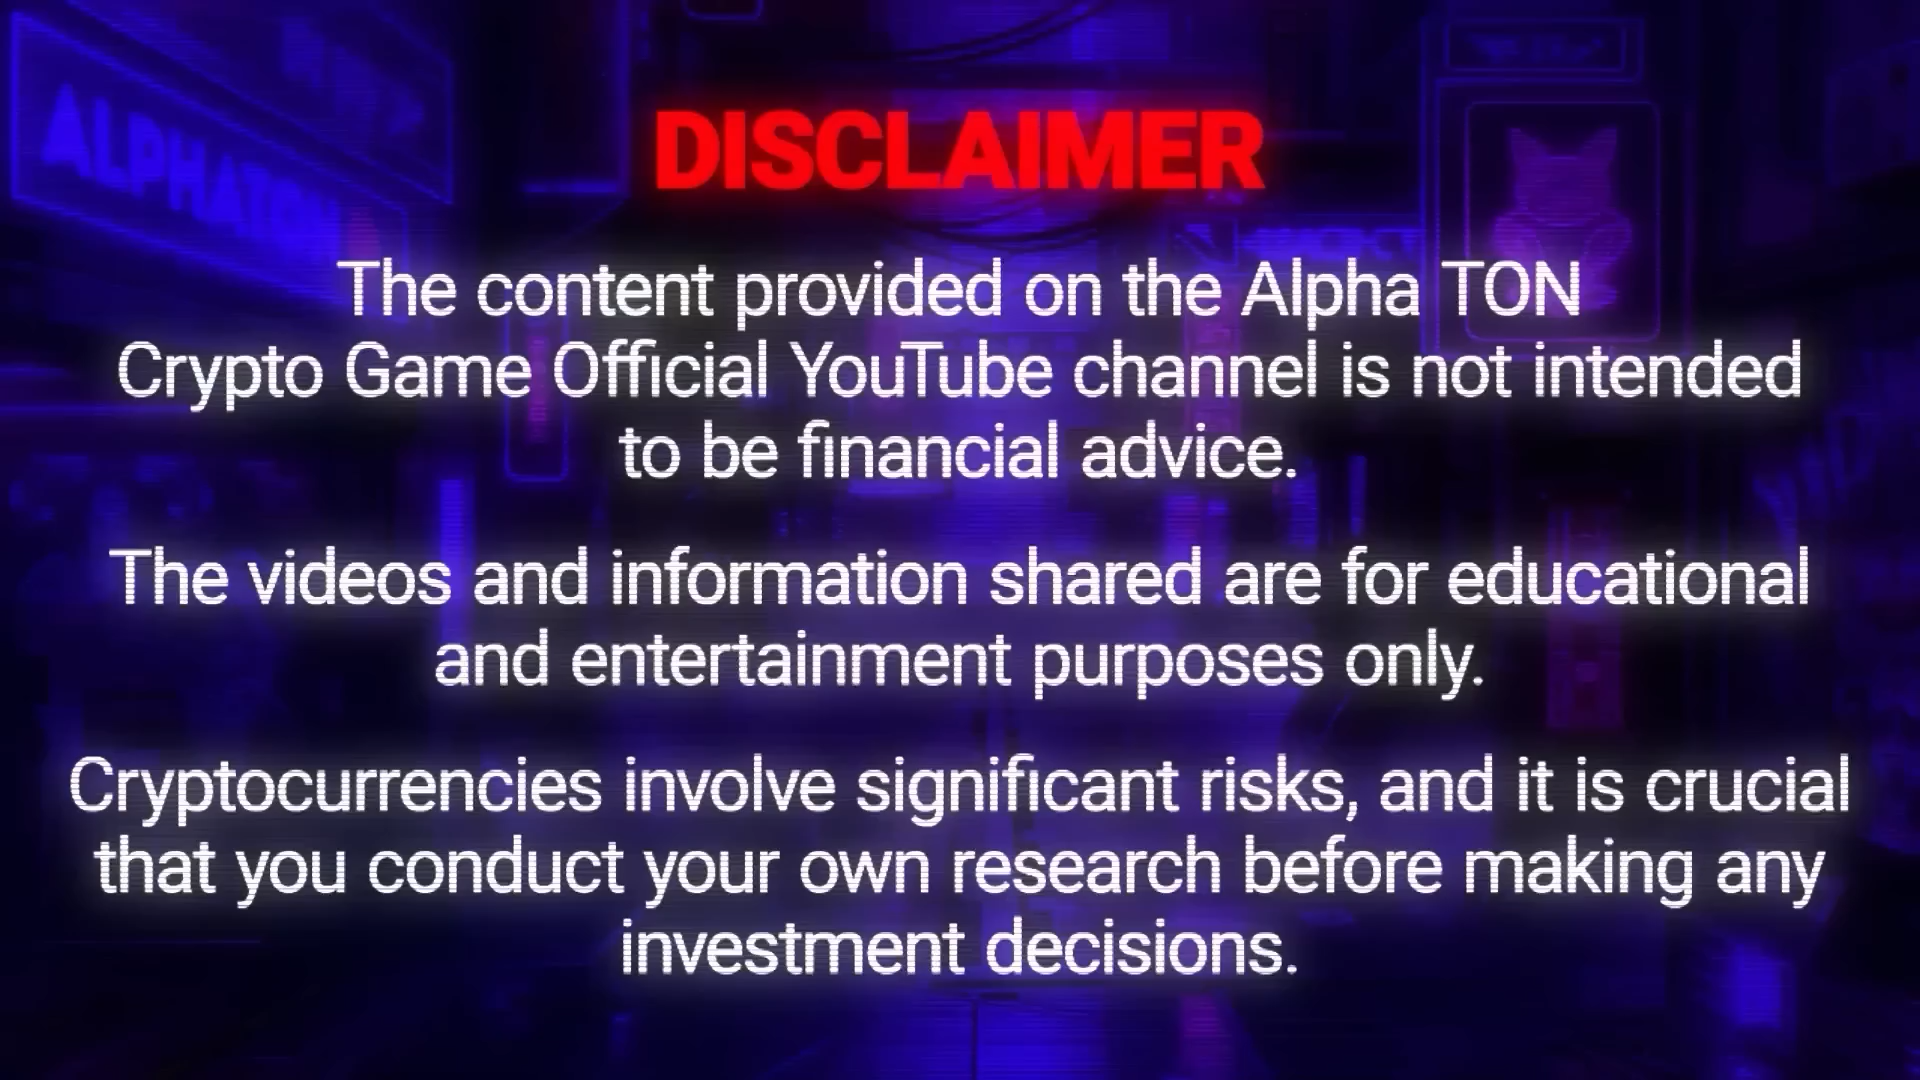 ALPHATON
DISCLAIMER
The content provided on the Alpha TON
Crypto Game Official YouTube channel is not intended
to be financial advice.
The videos and information shared are for educational
and entertainment purposes only.
Cryptocurrencies involve significant risks, and it is crucial
that you conduct your own research before making any
investment decisions.